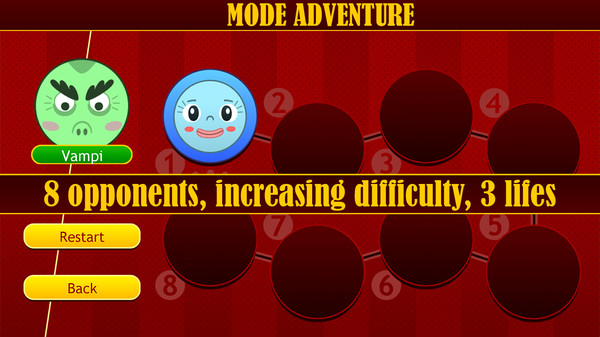 MODE ADVENTURE
2
4
Vampi
1
3
8 opponents, increasing difficulty, 3 lifes
Restart
7
5
Back
8
6